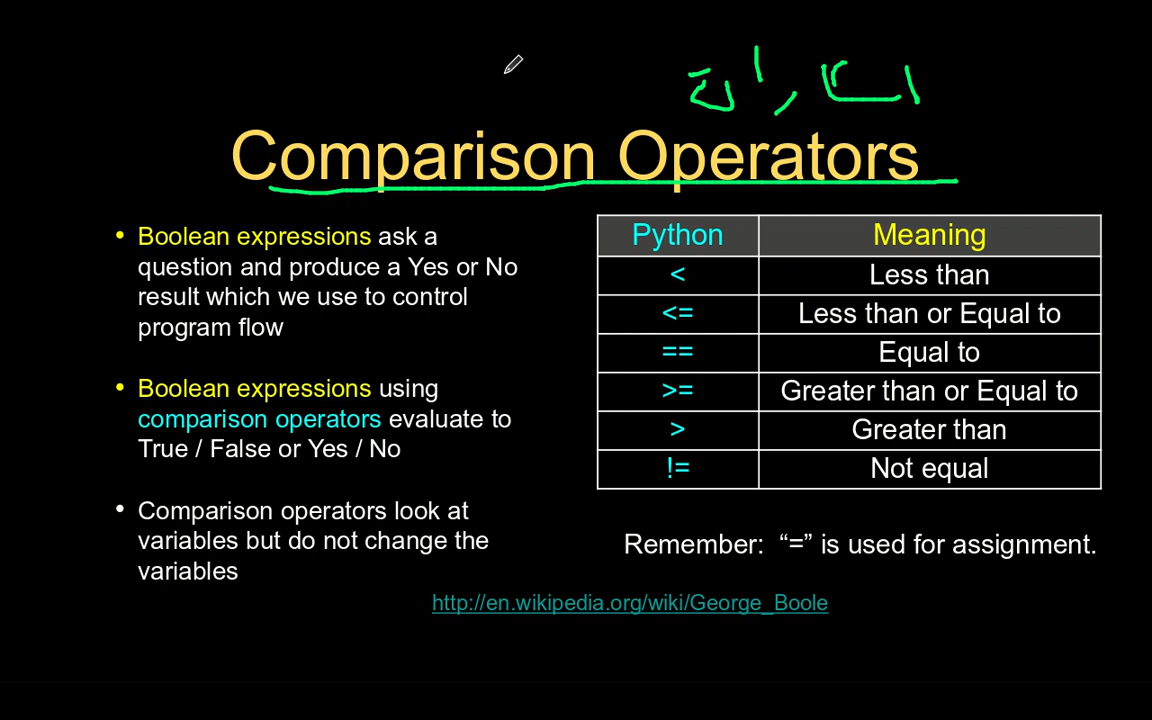 Comparison Operators
Boolean expressions ask a
question and produce a Yes or No
result which we use to control
program flow
Boolean expressions using
comparison operators evaluate to
True / False or Yes / No
Comparison operators look at
variables but do not change the
variables
Python Meaning
< Less than
<= Less than or Equal to
== Equal to
>= Greater than or Equal to
> Greater than
!= Not equal
Remember: “=” is used for assignment.
http://en.wikipedia.org/wiki/George_Boole